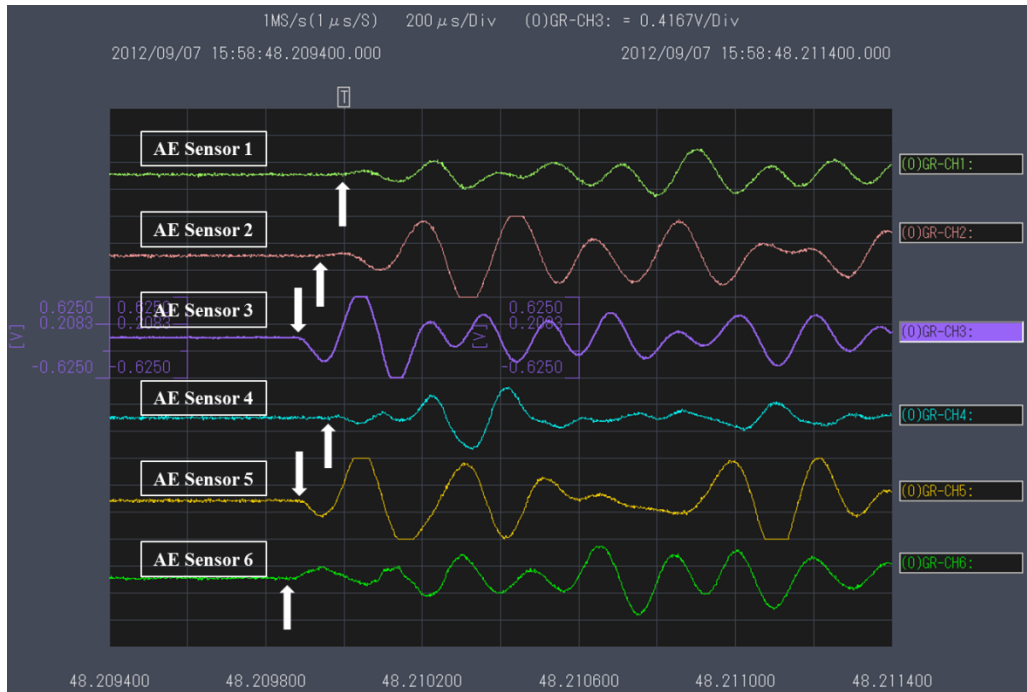 1MS/s(1μs/S) 200μs/Div (0)GR-CH3: = 0.4167V/Div
2012/09/07 15:58:48.209400.000 2012/09/07 15:58:48.211400.000
T
AE Sensor 1
(0)GR-CH1:
AE Sensor 2
(0)GR-CH2:
0.6250 0.6250 0.6250
AE Sensor 3
0.2083 0.2083 0.2083
[V] [V]
(0)GR-CH3:
-0.6250 -0.6250 -0.6250
AE Sensor 4
(0)GR-CH4:
AE Sensor 5
(0)GR-CH5:
AE Sensor 6
(0)GR-CH6:
48.209400 48.209800 48.210200 48.210600 48.211000 48.211400